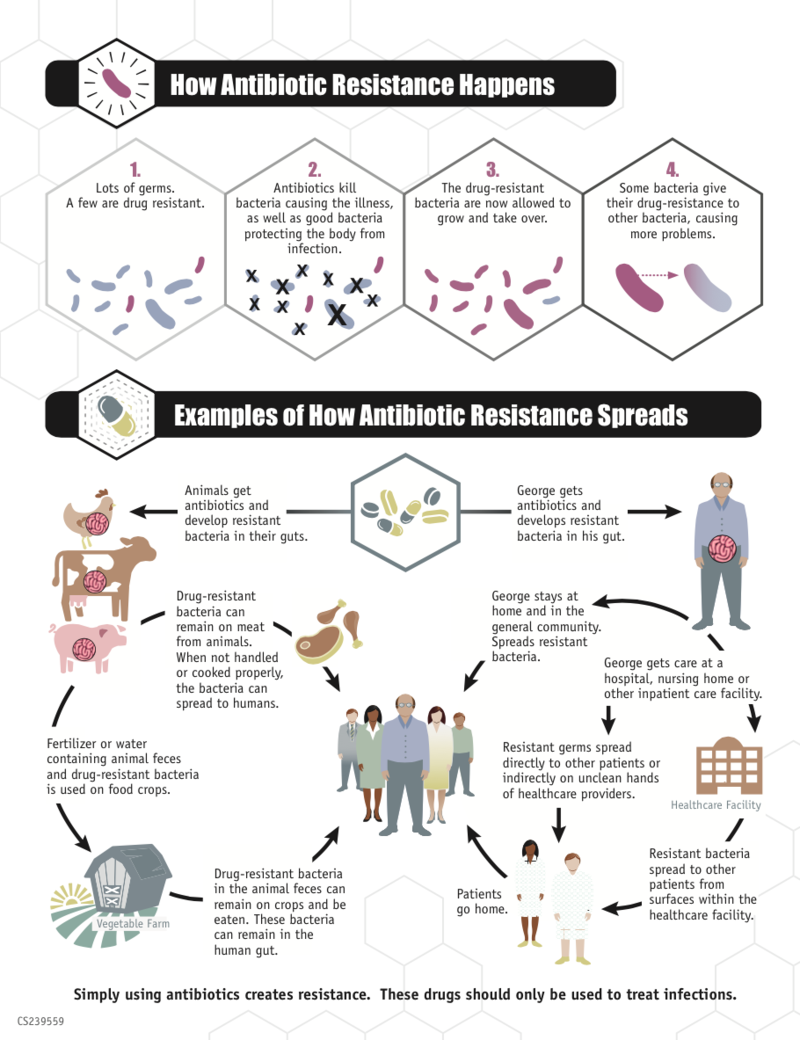 How Antibiotic Resistance Happens
1.
Lots of germs.
A few are drug resistant.
2.
Antibiotics kill
bacteria causing the illness,
as well as good bacteria
protecting the body from
infection.
X X X X X X X X X
3.
The drug-resistant
bacteria are now allowed to
grow and take over.
4.
Some bacteria give
their drug-resistance to
other bacteria, causing
more problems.
Examples of How Antibiotic Resistance Spreads
Animals get
antibiotics and
develop resistant
bacteria in their guts.
George gets
antibiotics and
develops resistant
bacteria in his gut.
Drug-resistant
bacteria can
remain on meat
from animals.
When not handled
or cooked properly,
the bacteria can
spread to humans.
George stays at
home and in the
general community.
Spreads resistant
bacteria.
George gets care at a
hospital, nursing home or
other inpatient care facility.
Fertilizer or water
containing animal feces
and drug-resistant bacteria
is used on food crops.
Resistant germs spread
directly to other patients or
indirectly on unclean hands
of healthcare providers.
Healthcare Facility
Vegetable Farm
Drug-resistant bacteria
in the animal feces can
remain on crops and be
eaten. These bacteria
can remain in the
human gut.
Patients
go home.
Resistant bacteria
spread to other
patients from
surfaces within the
healthcare facility.
Simply using antibiotics creates resistance. These drugs should only be used to treat infections.
CS239559